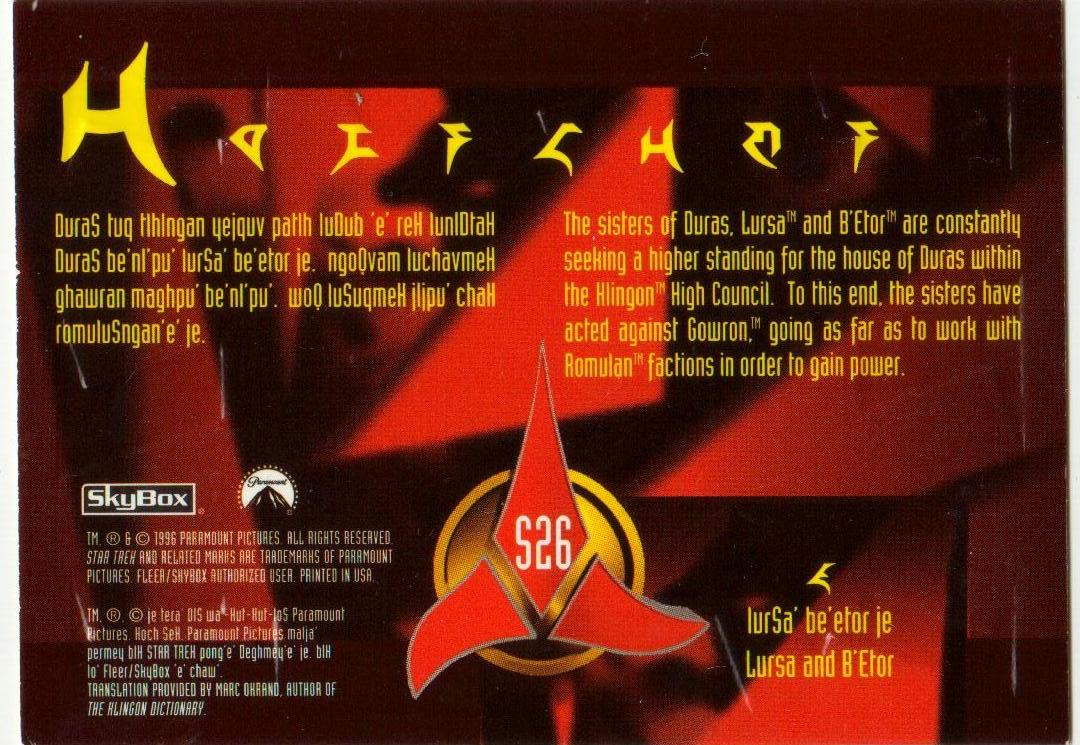 DuraS tuq tlhIngan yejquv patlh luDub 'e' reH lunIDtaH
DuraS be'nI'pu' lurSa' be'etor je. ngoQvam luchavmeH
ghawran maghpu' be'nI'pu'. woQ luSuqmeH jIjpu' chaH
romuluSngan'e' je.
The sisters of Duras, Lursa™ and B'Etor™ are constantly
seeking a higher standing for the house of Duras within
the Klingon™ High Council. To this end, the sisters have
acted against Gowron,™ going as far as to work with
Romulan™ factions in order to gain power.
SkyBox®
Paramount
TM, ® & © 1996 PARAMOUNT PICTURES. ALL RIGHTS RESERVED.
STAR TREK AND RELATED MARKS ARE TRADEMARKS OF PARAMOUNT
PICTURES. FLEER/SKYBOX AUTHORIZED USER. PRINTED IN USA.
TM, ®, © je tera' DIS wa'-Hut-Hut-loS Paramount
Pictures. Hoch SeH. Paramount Pictures malja'
permey bIH STAR TREK pong'e' Deghmey'e' je. bIH
lo' Fleer/SkyBox 'e' chaw'.
TRANSLATION PROVIDED BY MARC OKRAND, AUTHOR OF
THE KLINGON DICTIONARY.
S26
lurSa' be'etor je
Lursa and B'Etor